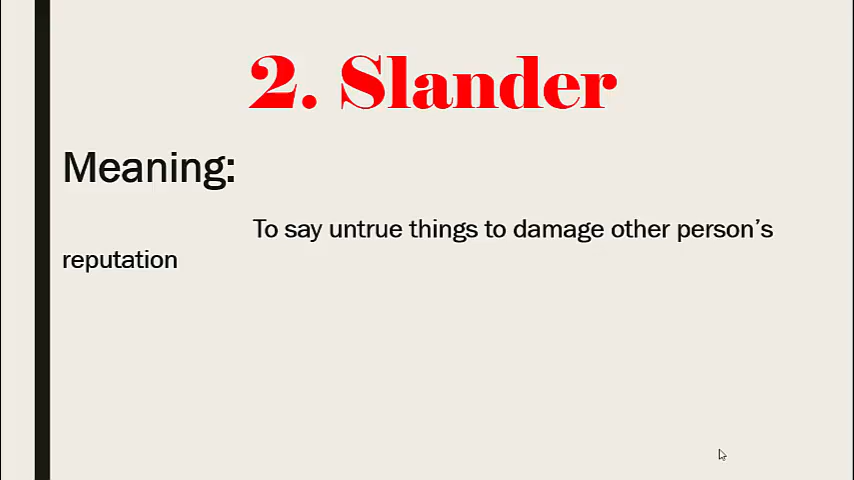 2. Slander
Meaning:
To say untrue things to damage other person’s
reputation